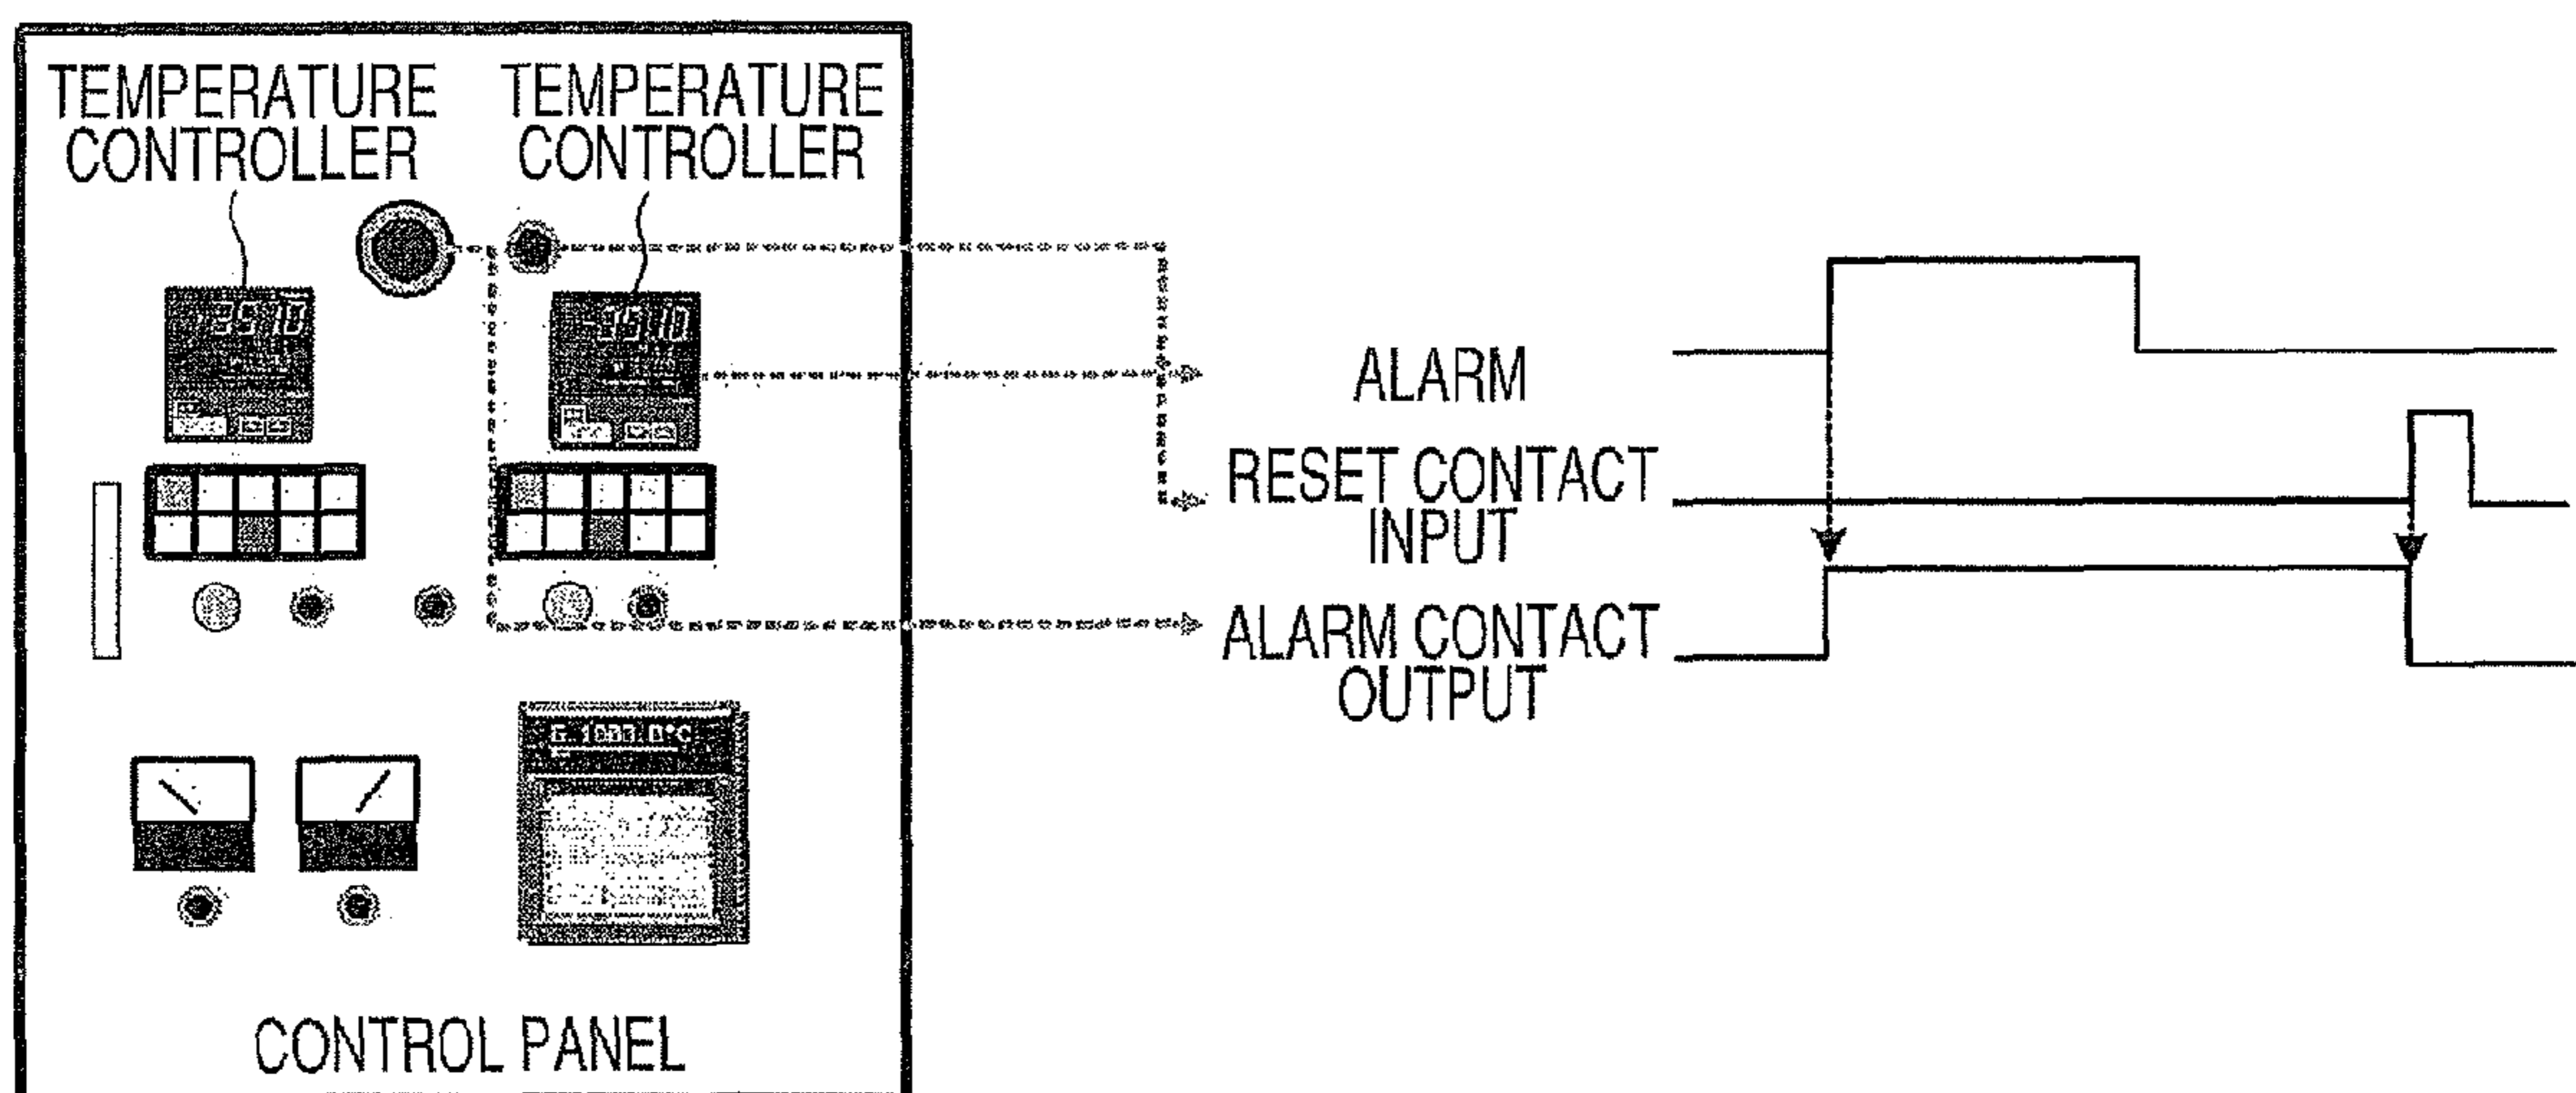 TEMPERATURE
CONTROLLER
TEMPERATURE
CONTROLLER
ALARM
RESET CONTACT
INPUT
ALARM CONTACT
OUTPUT
CONTROL PANEL